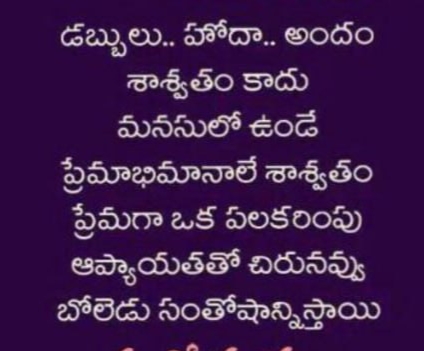 డబ్బులు.. హోదా.. అందం
శాశ్వతం కాదు
మనసులో ఉండే
ప్రేమాభిమానాలే శాశ్వతం
ప్రేమగా ఒక పలకరింపు
ఆప్యాయతతో చిరునవ్వు
బోలెడు సంతోషాన్నిస్తాయి